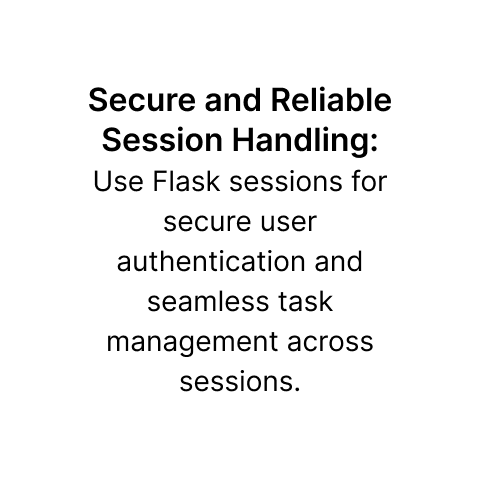 Secure and Reliable
Session Handling:
Use Flask sessions for
secure user
authentication and
seamless task
management across
sessions.